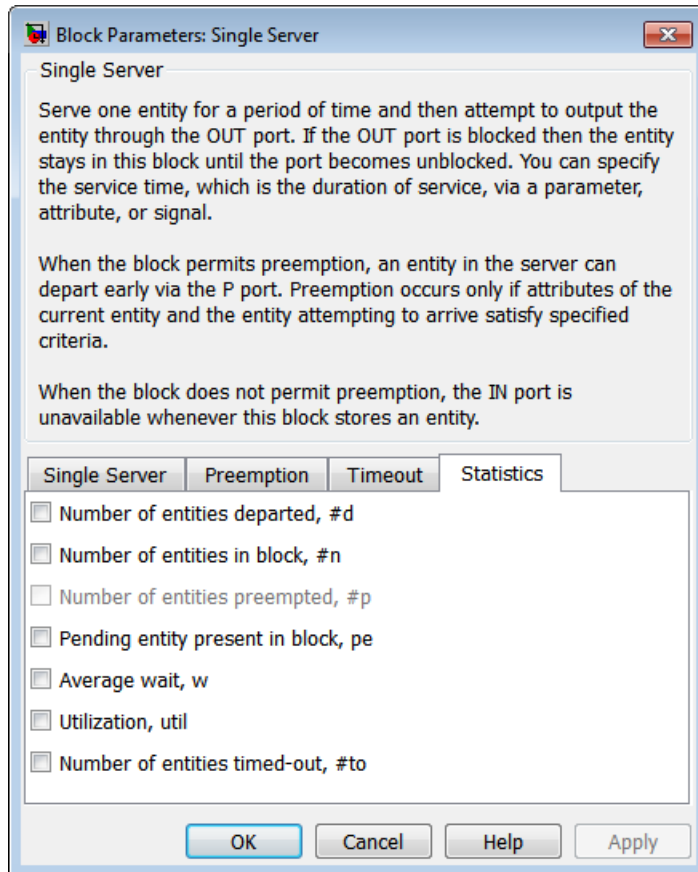 Block Parameters: Single Server
Single Server
Serve one entity for a period of time and then attempt to output the
entity through the OUT port. If the OUT port is blocked then the entity
stays in this block until the port becomes unblocked. You can specify
the service time, which is the duration of service, via a parameter,
attribute, or signal.
When the block permits preemption, an entity in the server can
depart early via the P port. Preemption occurs only if attributes of the
current entity and the entity attempting to arrive satisfy specified
criteria.
When the block does not permit preemption, the IN port is
unavailable whenever this block stores an entity.
Single Server Preemption Timeout Statistics
Number of entities departed, #d
Number of entities in block, #n
Number of entities preempted, #p
Pending entity present in block, pe
Average wait, w
Utilization, util
Number of entities timed-out, #to
OK Cancel Help Apply